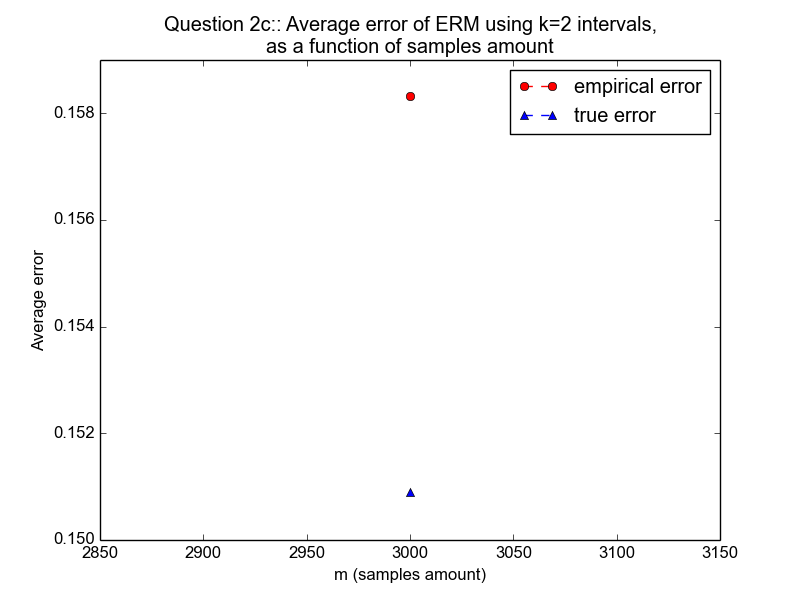 Question 2c:: Average error of ERM using k=2 intervals,
as a function of samples amount
empirical error
true error
0.158
0.156
0.154
0.152
0.150
Average error
2850 2900 2950 3000 3050 3100 3150
m (samples amount)